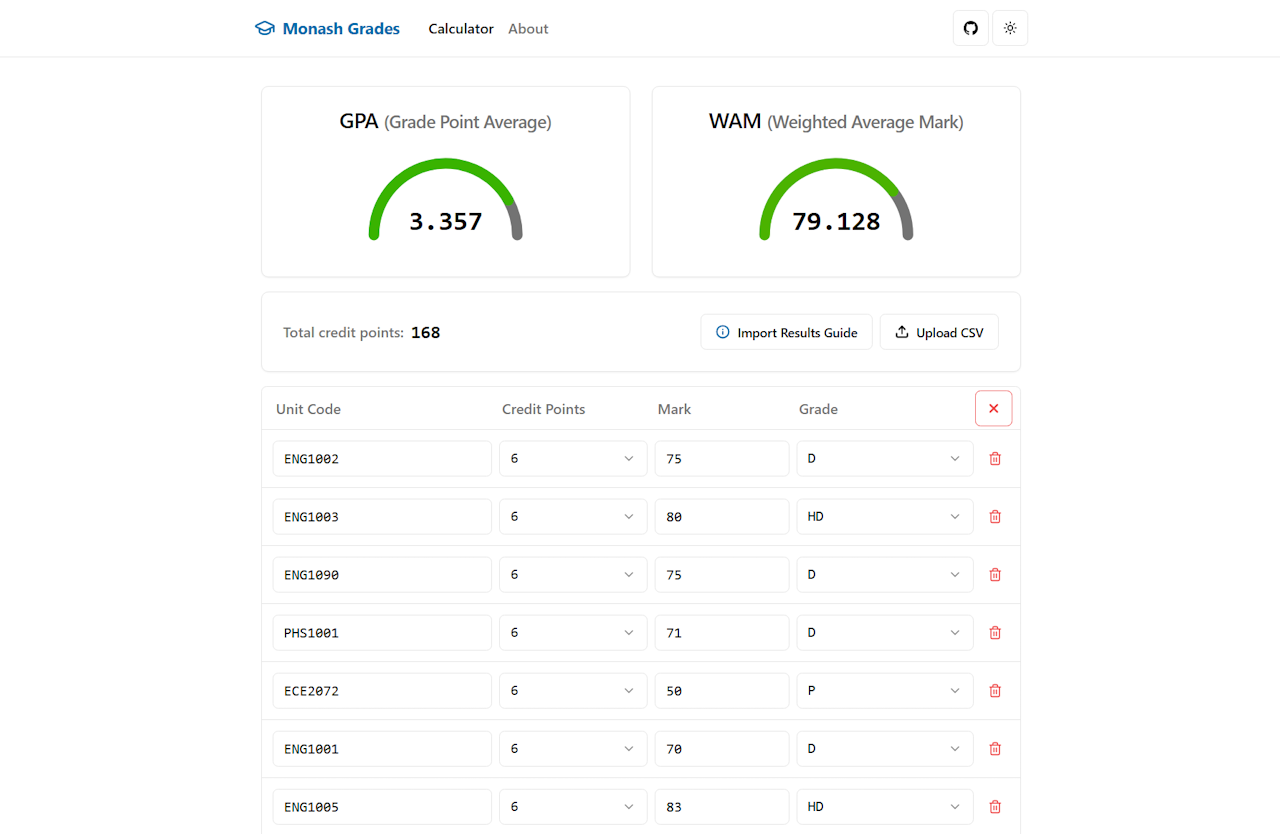 Monash Grades Calculator About
GPA (Grade Point Average)
3.357
WAM (Weighted Average Mark)
79.128
Total credit points: 168
Import Results Guide
Upload CSV
Unit Code Credit Points Mark Grade
ENG1002 6 75 D
ENG1003 6 80 HD
ENG1090 6 75 D
PHS1001 6 71 D
ECE2072 6 50 P
ENG1001 6 70 D
ENG1005 6 83 HD